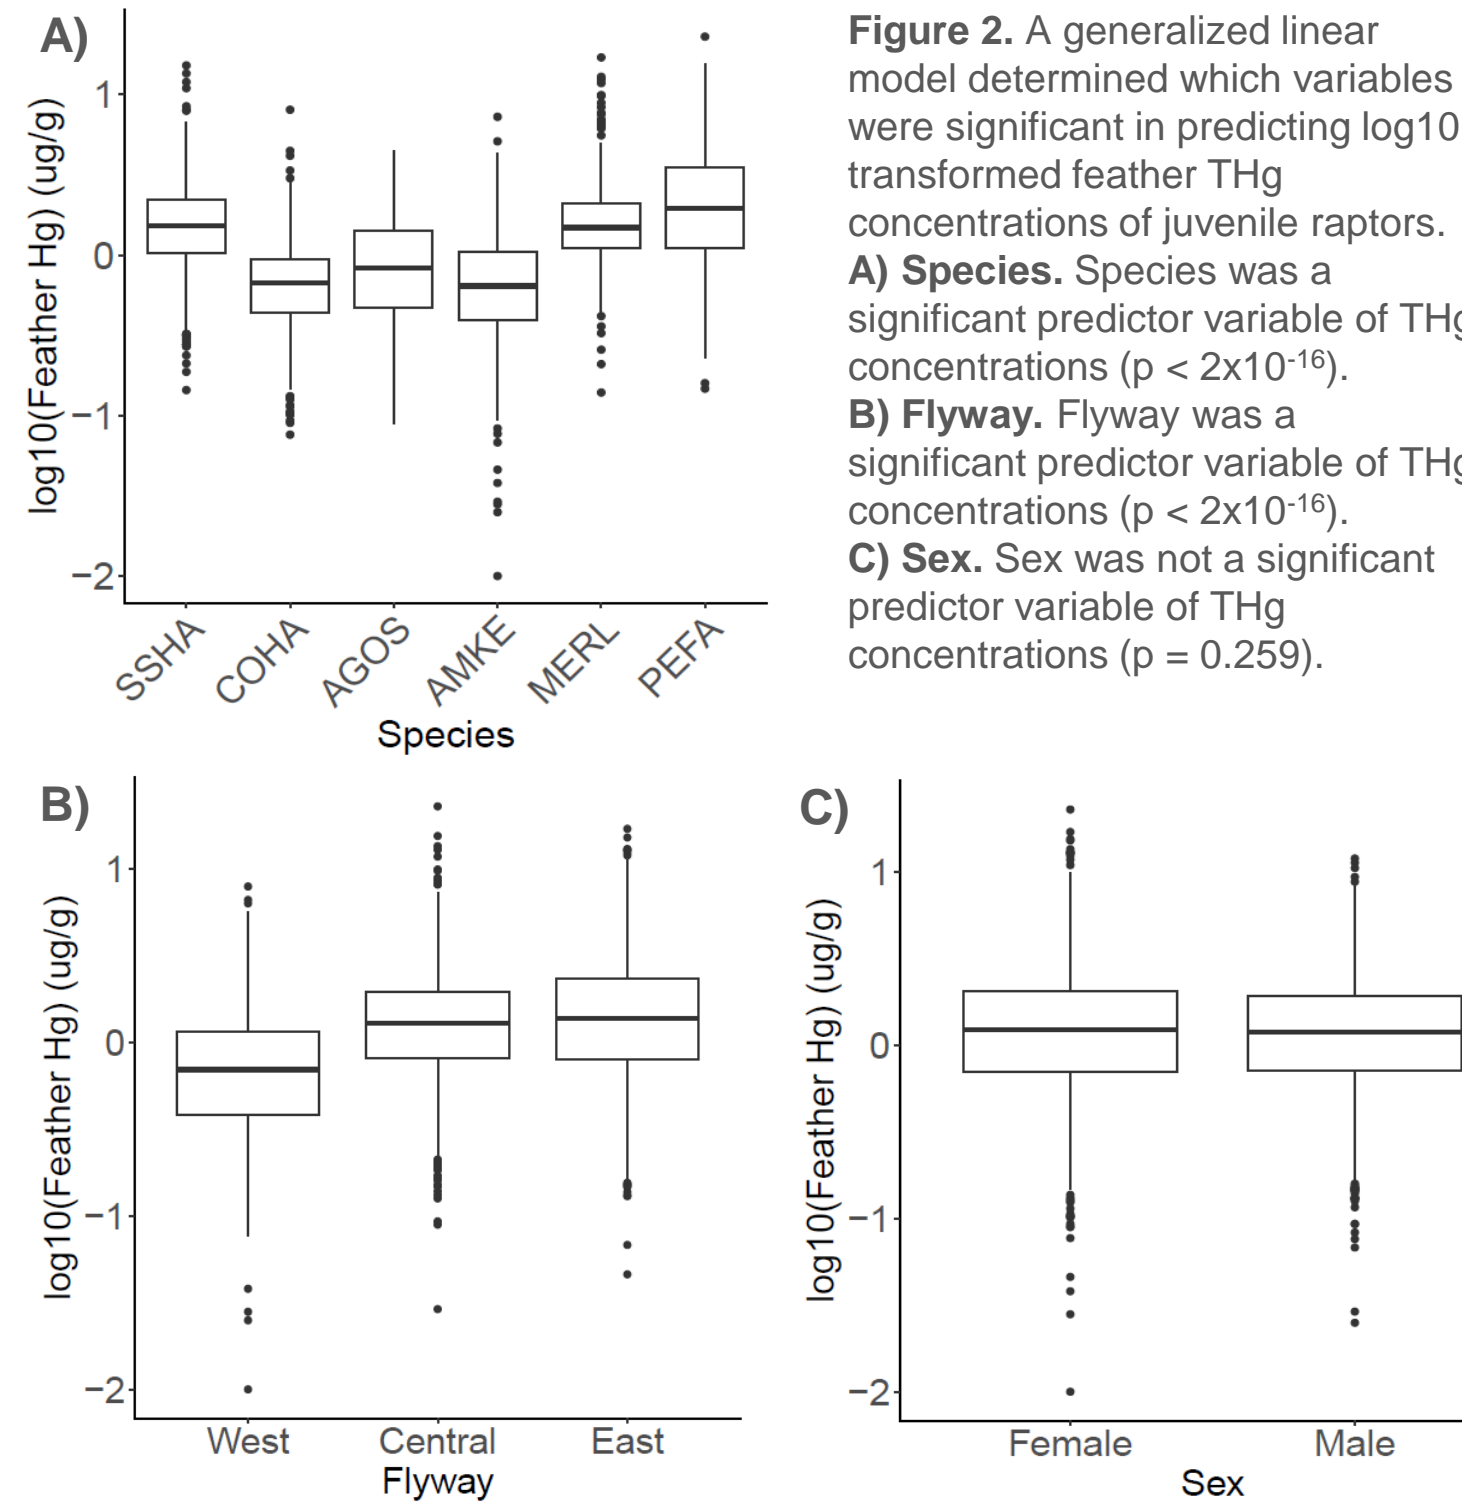 A)
log10(Feather Hg) (ug/g)
1
0
−1
−2
SSHA
COHA
AGOS
AMKE
MERL
PEFA
Species
Figure 2. A generalized linear
model determined which variables
were significant in predicting log10
transformed feather THg
concentrations of juvenile raptors.
A) Species. Species was a
significant predictor variable of THg
concentrations (p < 2x10-16).
B) Flyway. Flyway was a
significant predictor variable of THg
concentrations (p < 2x10-16).
C) Sex. Sex was not a significant
predictor variable of THg
concentrations (p = 0.259).
B)
log10(Feather Hg) (ug/g)
1
0
−1
−2
West
Central
East
Flyway
C)
log10(Feather Hg) (ug/g)
1
0
−1
−2
Female
Male
Sex